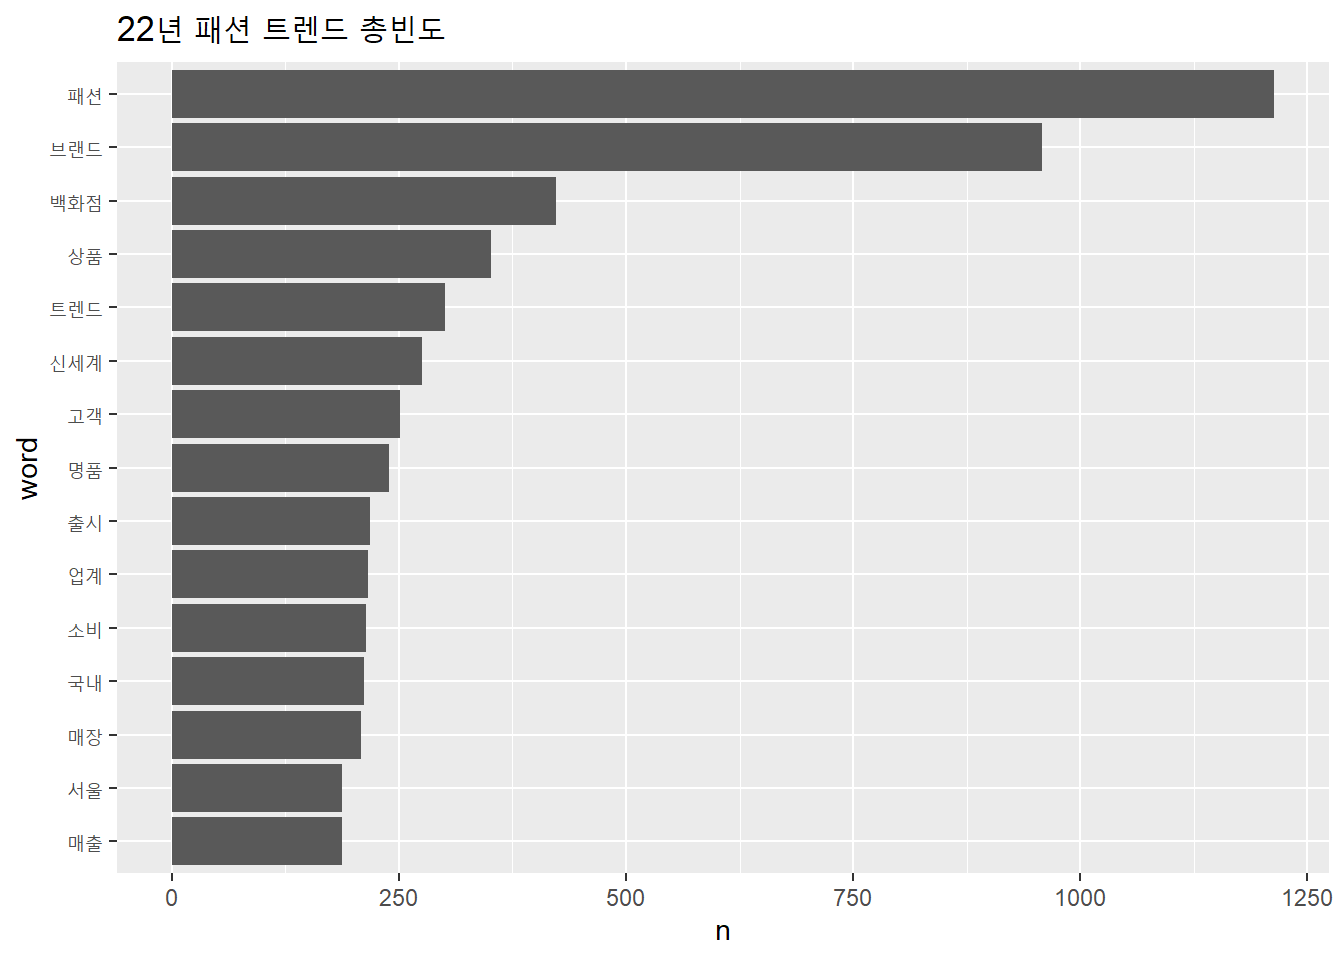 22년 패션 트렌드 총빈도
패션
브랜드
백화점
상품
트렌드
신세계
고객
명품
출시
업계
소비
국내
매장
서울
매출
word
0 250 500 750 1000 1250
n